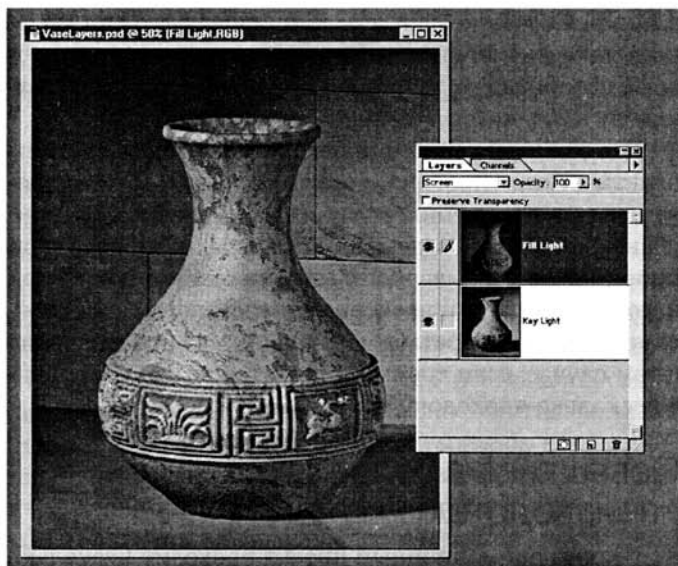 VaseLayers.psd @ 50% (Fill Light,RGB)
Layers Channels
Screen Opacity: 100 %
Preserve Transparency
Fill Light
Key Light